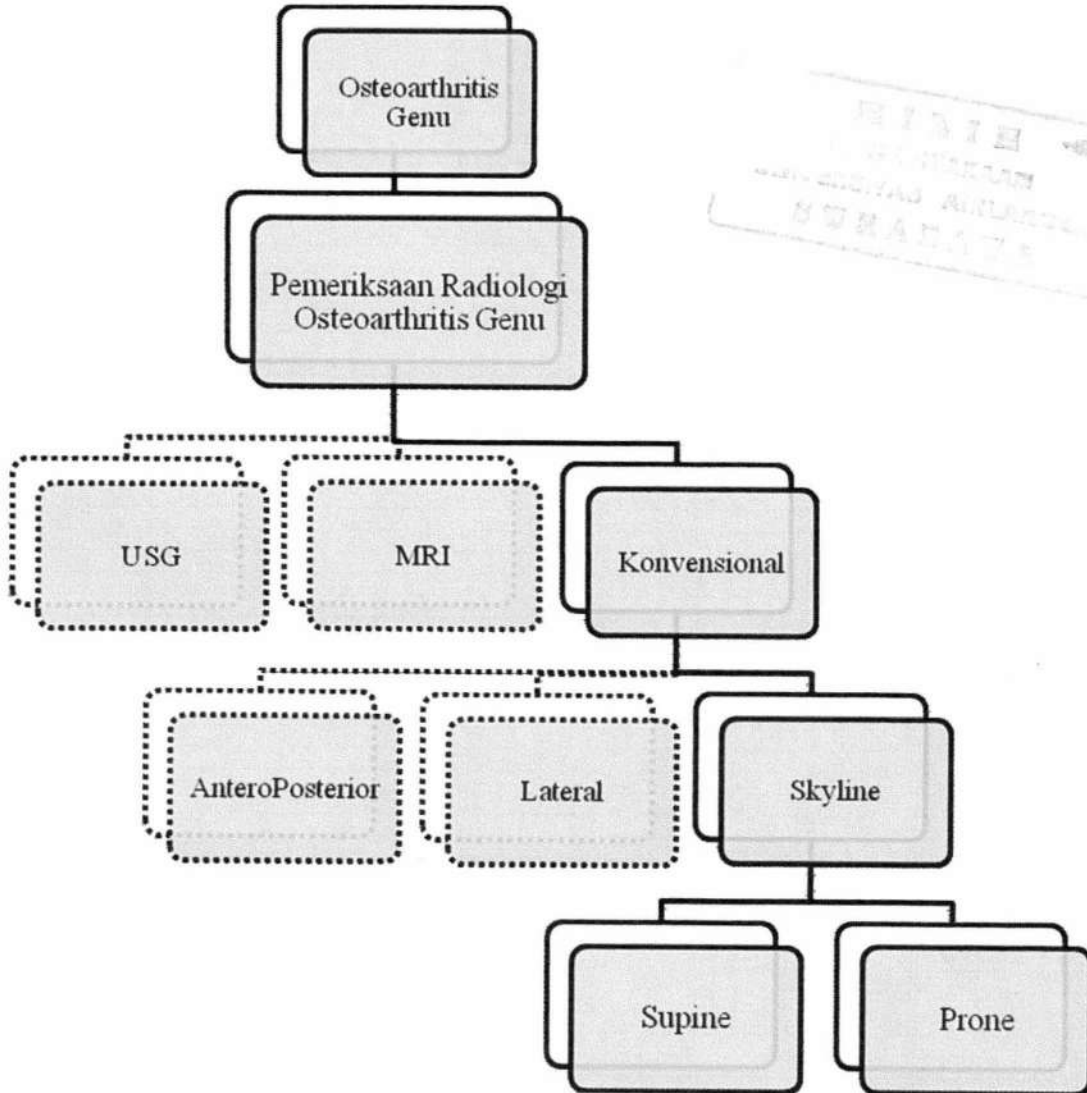 Osteoarthritis
Genu
Pemeriksaan Radiologi
Osteoarthritis Genu
USG
MRI
Konvensional
AnteroPosterior
Lateral
Skyline
Supine
Prone